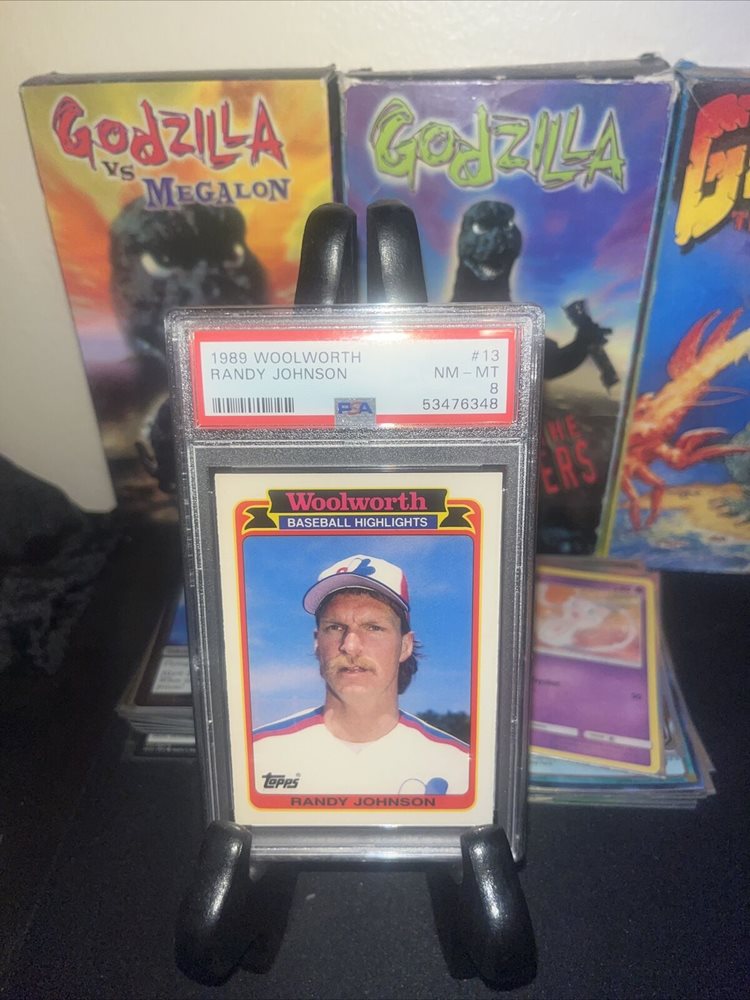 GODZILLA
VS
MEGALON
GODZILLA
1989 WOOLWORTH #13
RANDY JOHNSON NM - MT
8
PSA 53476348
Woolworth
BASEBALL HIGHLIGHTS
topps
RANDY JOHNSON